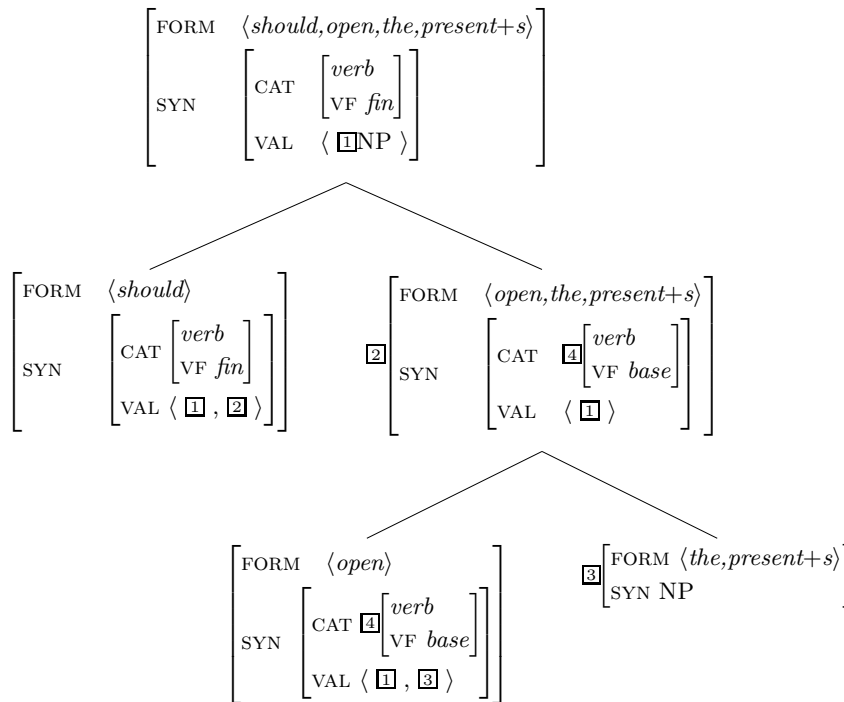 FORM ⟨should,open,the,present+s⟩
SYN
CAT
verb
VF fin
VAL ⟨ 1 NP ⟩
FORM ⟨should⟩
SYN
CAT
verb
VF fin
VAL ⟨ 1 , 2 ⟩
2
FORM ⟨open,the,present+s⟩
SYN
CAT 4
verb
VF base
VAL ⟨ 1 ⟩
FORM ⟨open⟩
SYN
CAT 4
verb
VF base
VAL ⟨ 1 , 3 ⟩
3
FORM ⟨the,present+s⟩
SYN NP